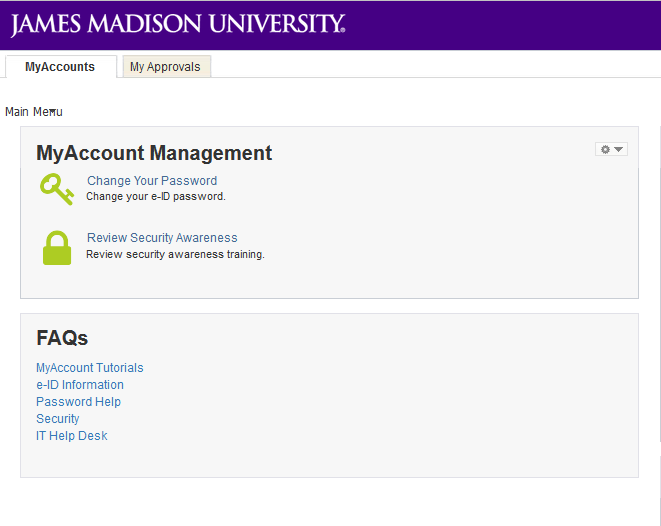 JAMES MADISON UNIVERSITY.
MyAccounts My Approvals
Main Menu
MyAccount Management
Change Your Password
Change your e-ID password.
Review Security Awareness
Review security awareness training.
FAQs
MyAccount Tutorials
e-ID Information
Password Help
Security
IT Help Desk